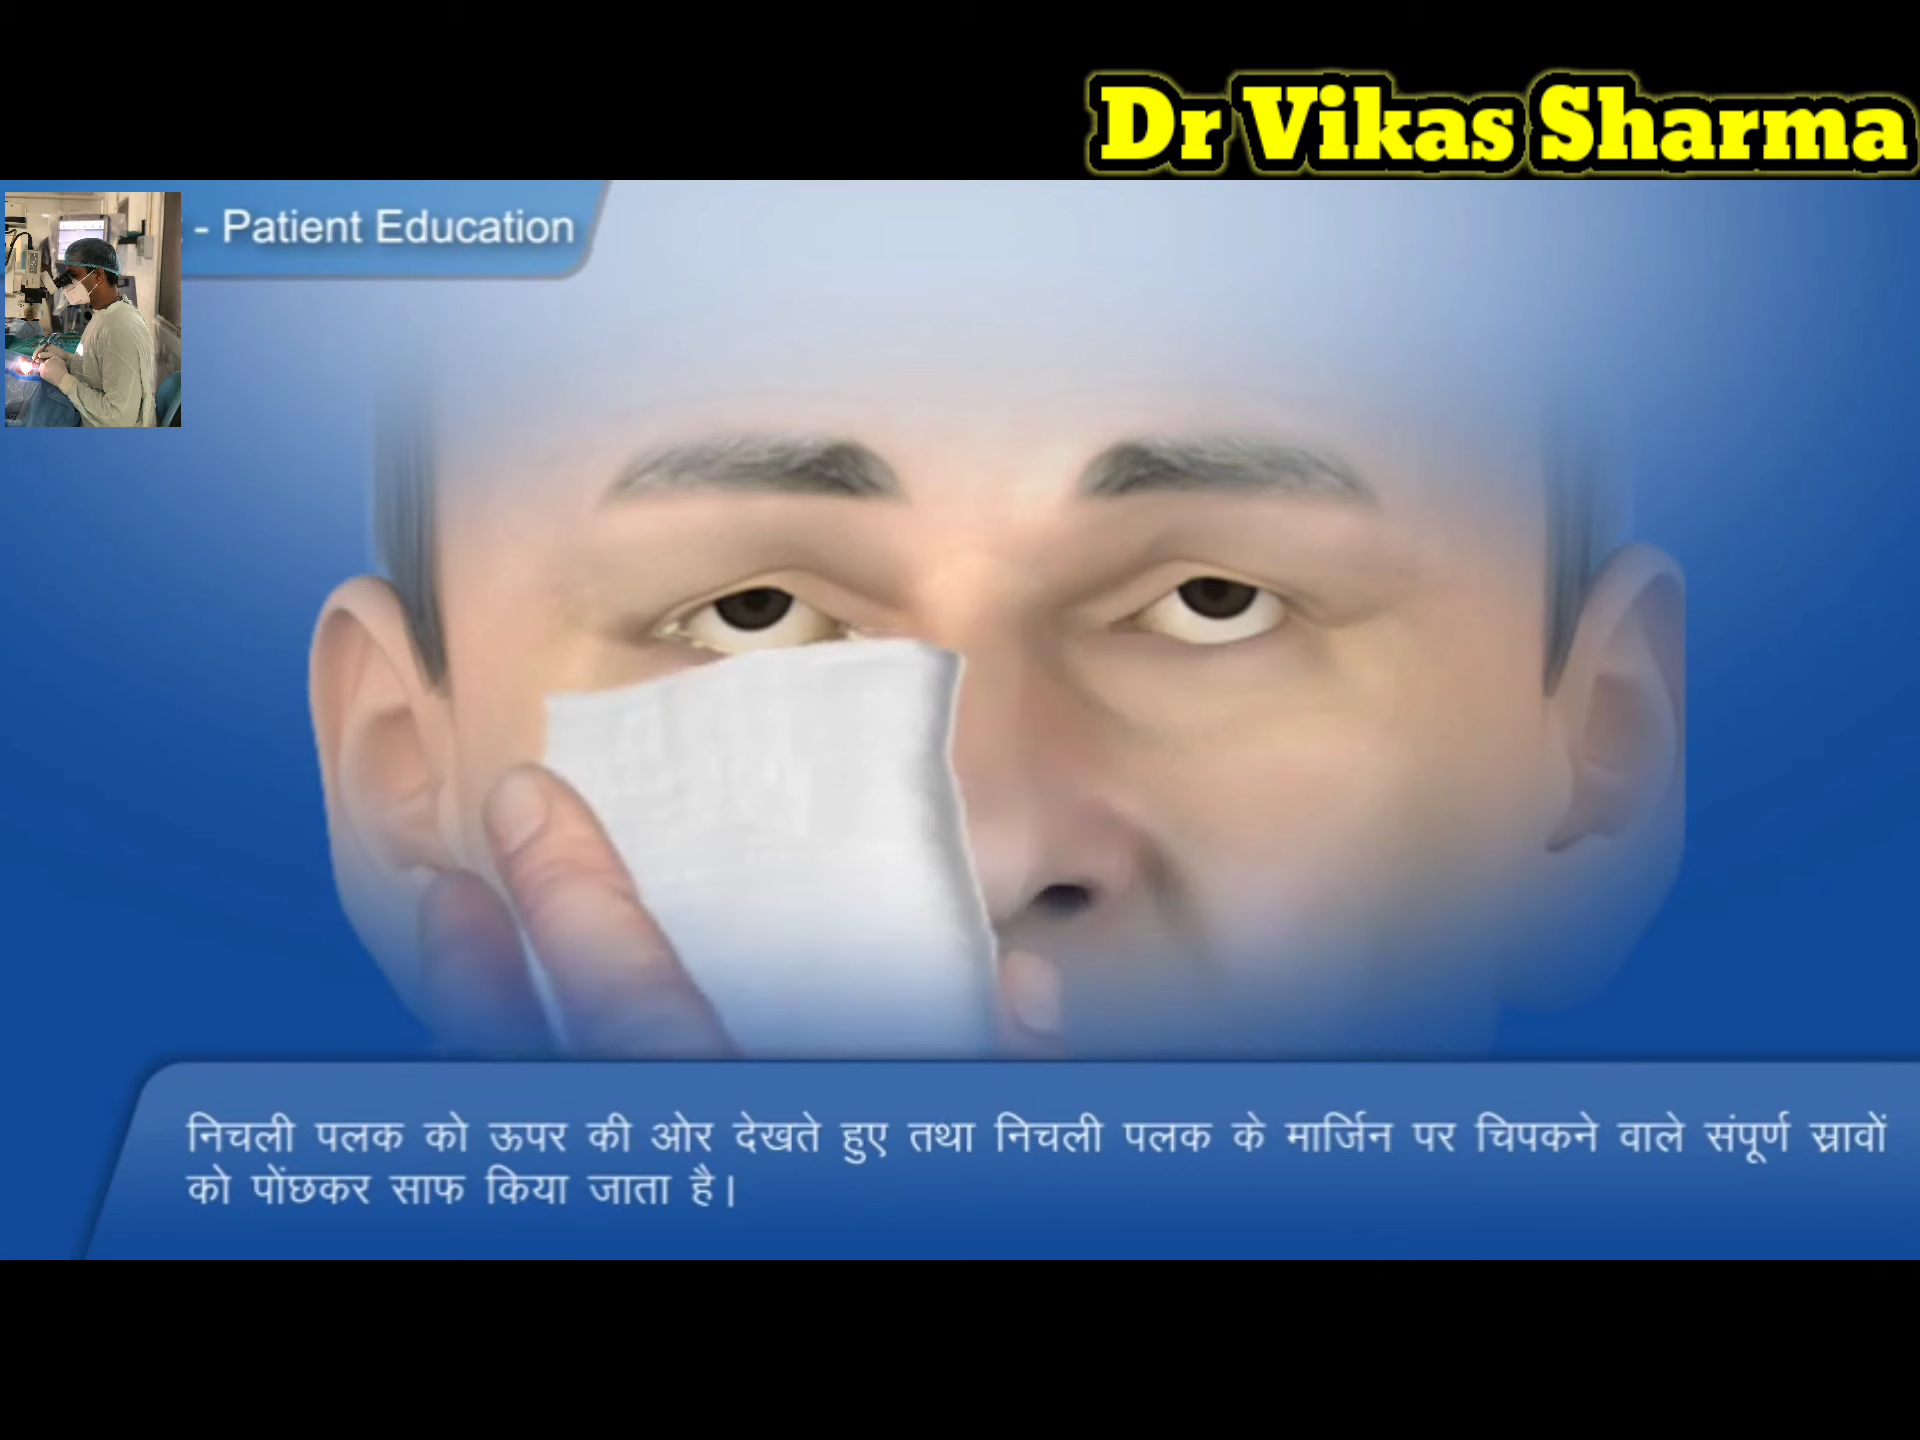 Dr Vikas Sharma
- Patient Education
निचली पलक को ऊपर की ओर देखते हुए तथा निचली पलक के मार्जिन पर चिपकने वाले संपूर्ण स्रावों
को पोंछकर साफ किया जाता है।